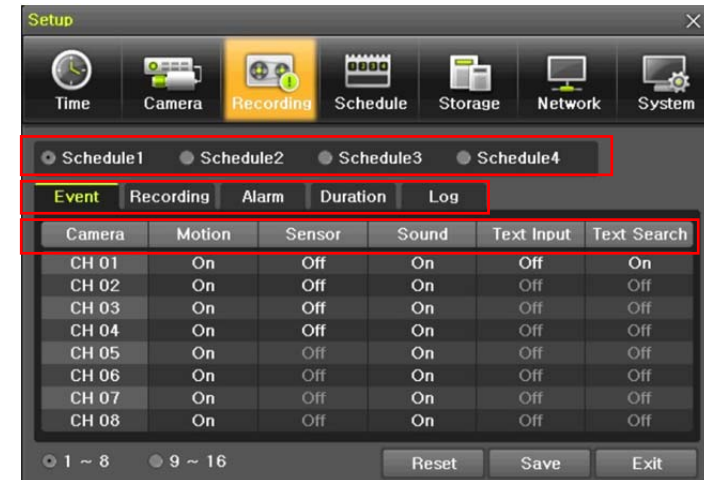 Setup
Time Camera Recording Schedule Storage Network System
Schedule1 Schedule2 Schedule3 Schedule4
Event Recording Alarm Duration Log
Camera Motion Sensor Sound Text Input Text Search
CH 01 On Off On Off On
CH 02 On Off On Off Off
CH 03 On Off On Off Off
CH 04 On Off On Off Off
CH 05 On Off On Off Off
CH 06 On Off On Off Off
CH 07 On Off On Off Off
CH 08 On Off On Off Off
1 ~ 8 9 ~ 16 Reset Save Exit